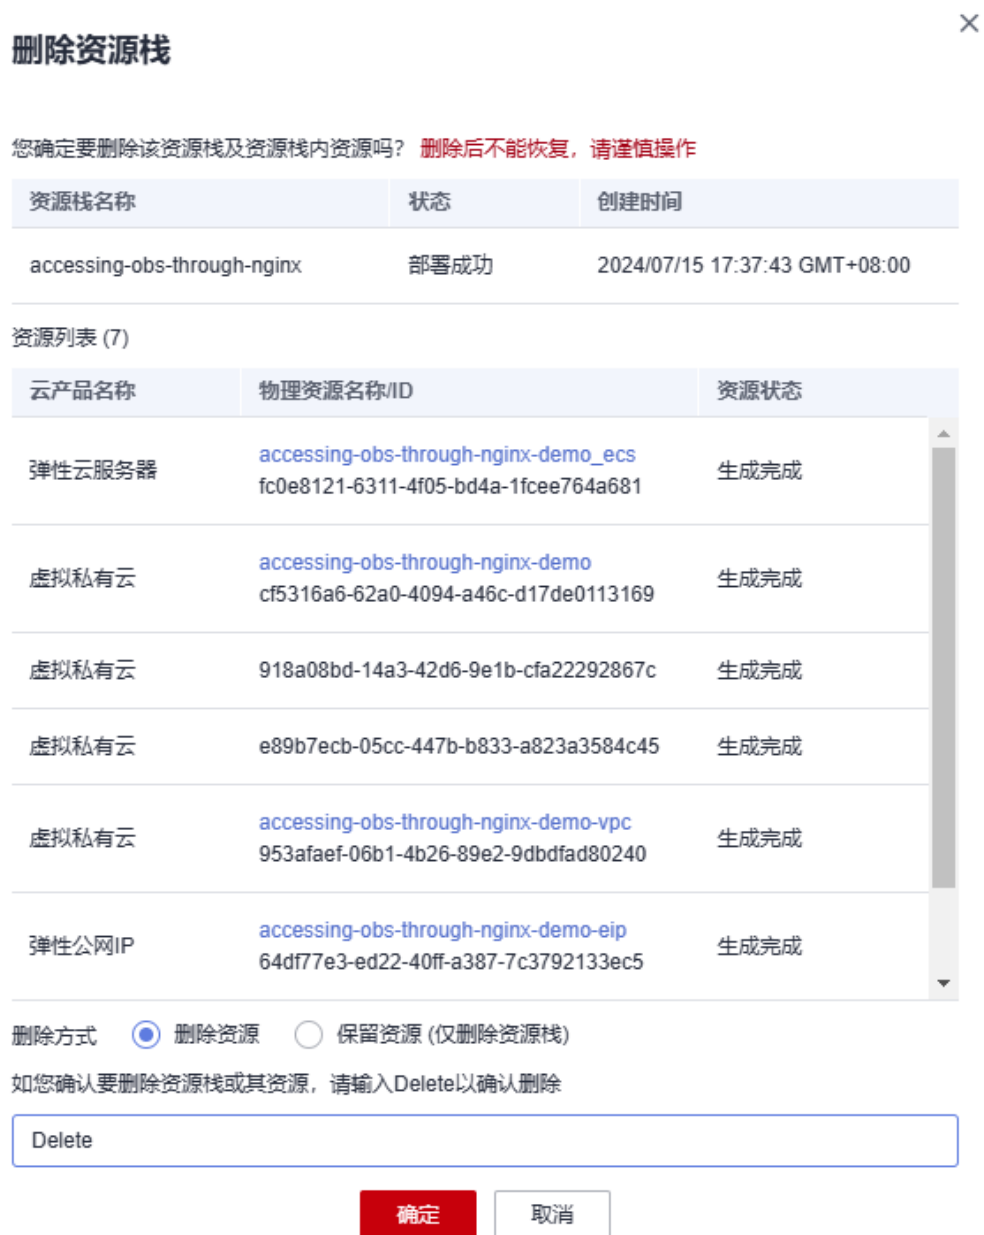 删除资源栈
您确定要删除该资源栈及资源栈内资源吗？ 删除后不能恢复，请谨慎操作
资源栈名称 状态 创建时间
accessing-obs-through-nginx 部署成功 2024/07/15 17:37:43 GMT+08:00
资源列表 (7)
云产品名称 物理资源名称/ID 资源状态
弹性云服务器 accessing-obs-through-nginx-demo_ecs 生成完成
fc0e8121-6311-4f05-bd4a-1fcee764a681
虚拟私有云 accessing-obs-through-nginx-demo 生成完成
cf5316a6-62a0-4094-a46c-d17de0113169
虚拟私有云 918a08bd-14a3-42d6-9e1b-cfa22292867c 生成完成
虚拟私有云 e89b7ecb-05cc-447b-b833-a823a3584c45 生成完成
虚拟私有云 accessing-obs-through-nginx-demo-vpc 生成完成
953afaef-06b1-4b26-89e2-9dbdfad80240
弹性公网IP accessing-obs-through-nginx-demo-eip 生成完成
64df77e3-ed22-40ff-a387-7c3792133ec5
删除方式 删除资源 保留资源 (仅删除资源栈)
如您确认要删除资源栈或其资源，请输入Delete以确认删除
Delete
确定 取消